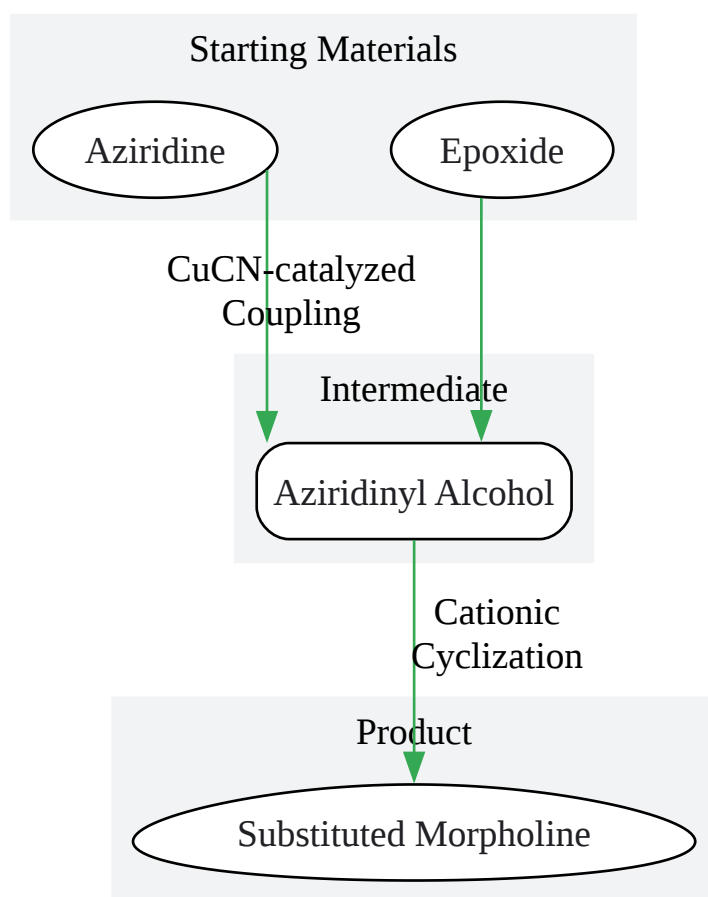 Starting Materials
Aziridine
Epoxide
CuCN-catalyzed
Coupling
Intermediate
Aziridinyl Alcohol
Cationic
Cyclization
Product
Substituted Morpholine